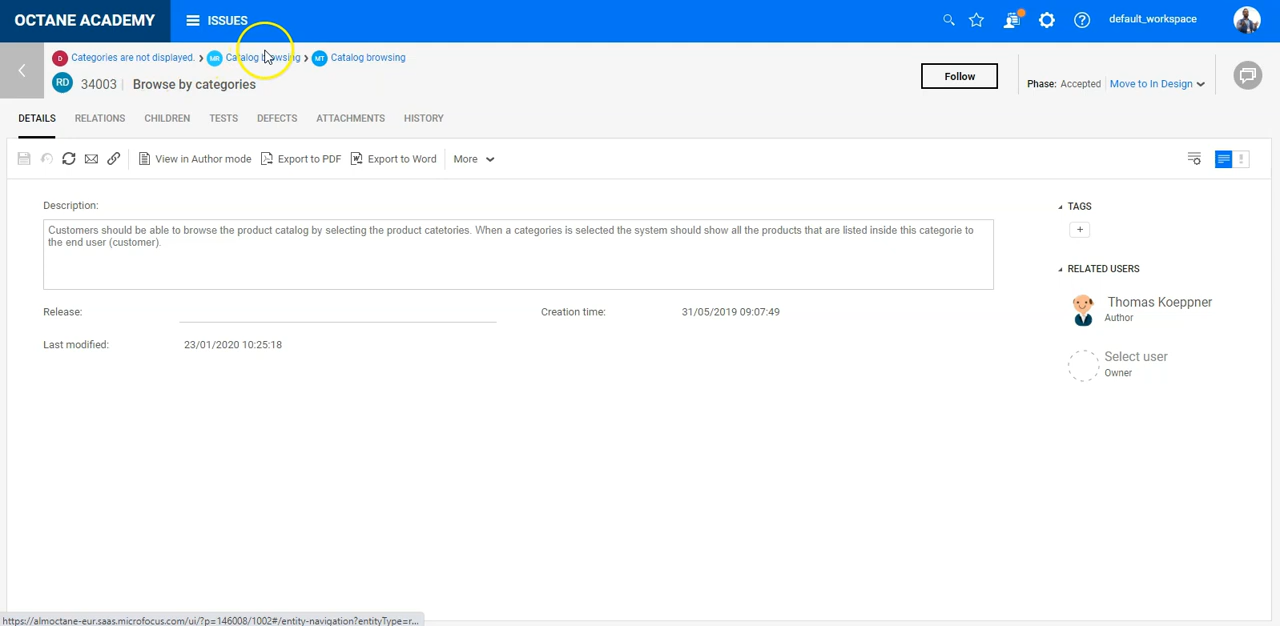 OCTANE ACADEMY ISSUES default_workspace
D Categories are not displayed. MR Catalog browsing MT Catalog browsing
RD 34003 Browse by categories Follow Phase: Accepted Move to In Design
DETAILS RELATIONS CHILDREN TESTS DEFECTS ATTACHMENTS HISTORY
View in Author mode Export to PDF Export to Word More
Description: TAGS
Customers should be able to browse the product catalog by selecting the product catetories. When a categories is selected the system should show all the products that are listed inside this categorie to
the end user (customer).
+
RELATED USERS
Thomas Koeppner
Author
Release: Creation time: 31/05/2019 09:07:49
Last modified: 23/01/2020 10:25:18
Select user
Owner
https://almoctane-eur.saas.microfocus.com/ui/?p=146008/1002#/entity-navigation?entityType=r...